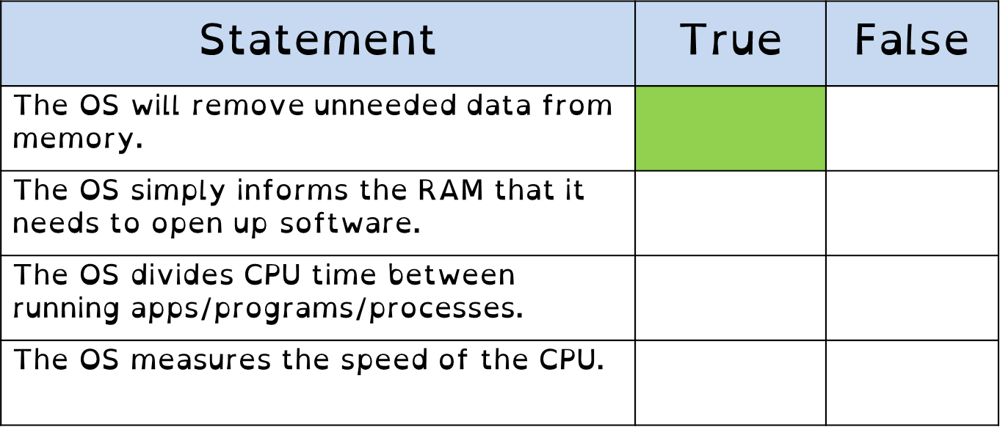 Statement True False
The OS will remove unneeded data from
memory.
The OS simply informs the RAM that it
needs to open up software.
The OS divides CPU time between
running apps/programs/processes.
The OS measures the speed of the CPU.